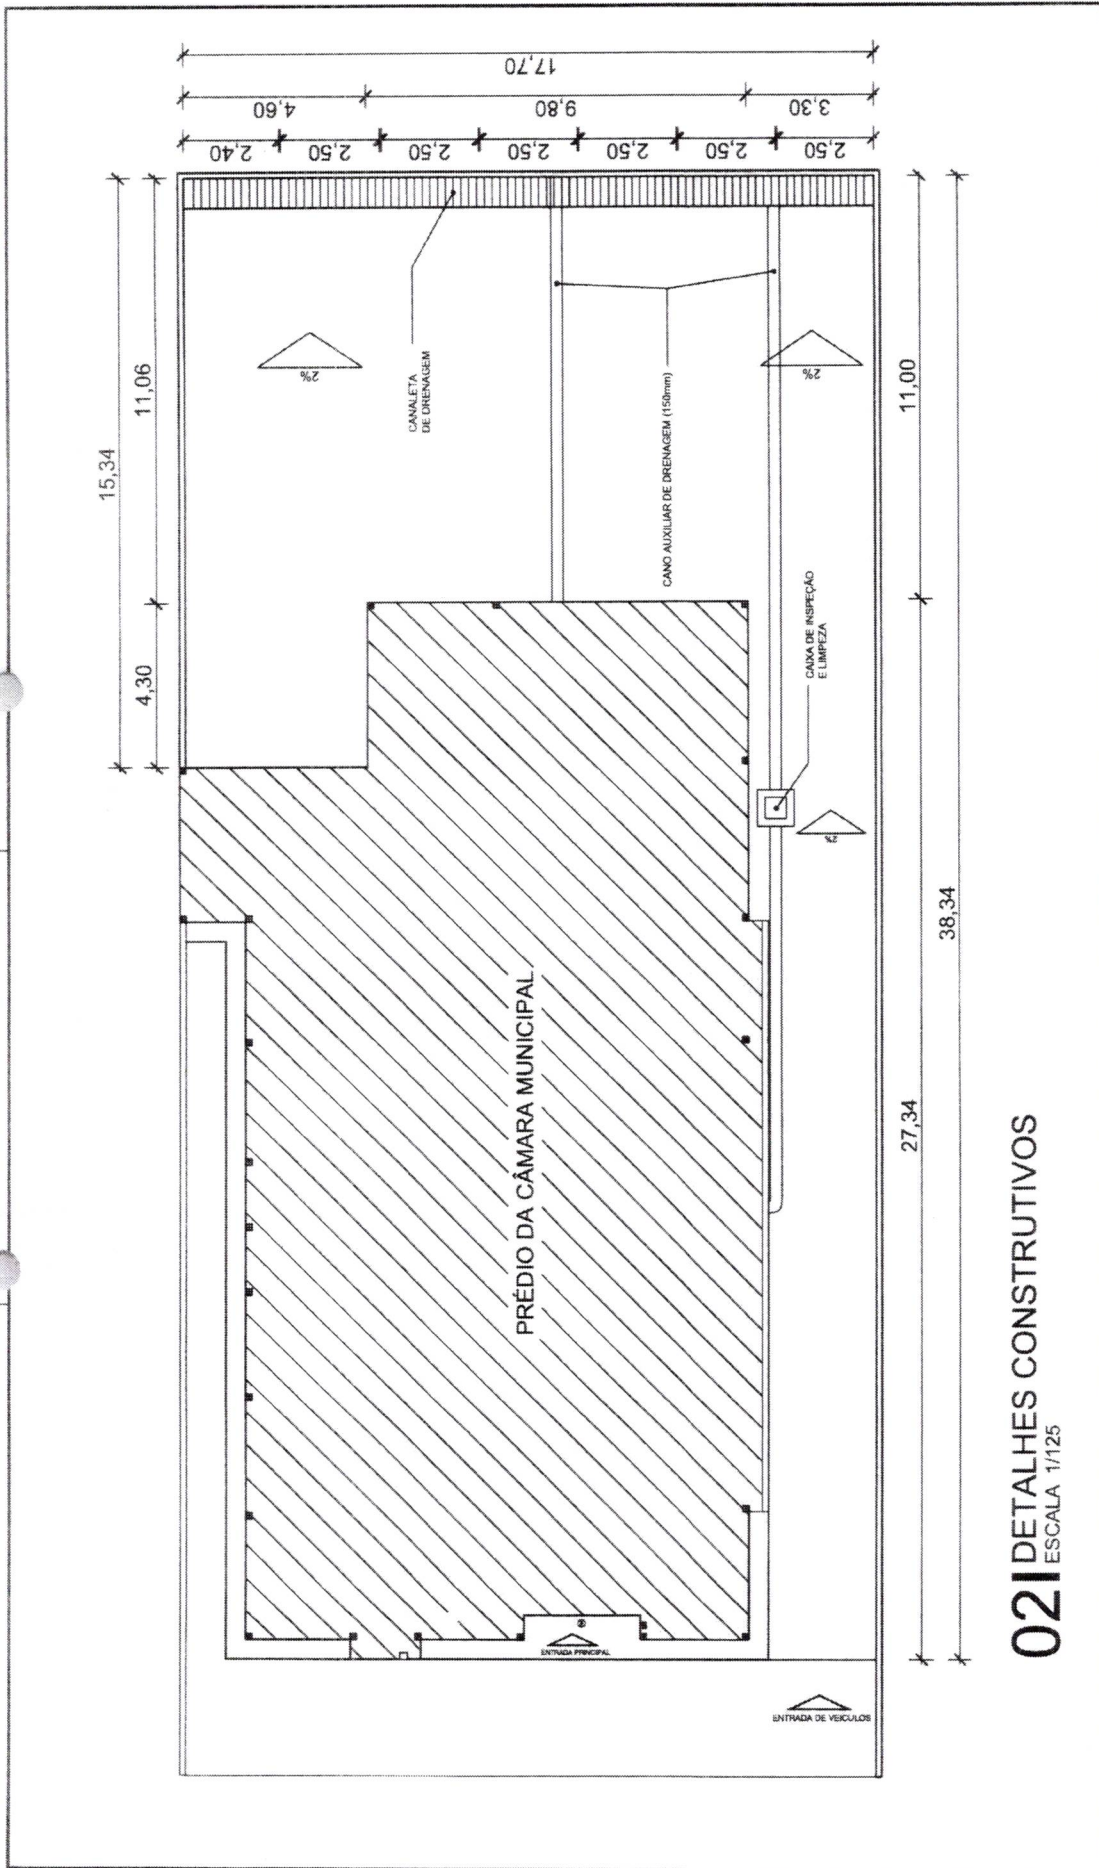 17,70
4,60
9,80
3,30
2,40
2,50
2,50
2,50
2,50
2,50
2,50
15,34
11,06
4,30
2%
CANALETA
DE DRENAGEM
CANO AUXILIAR DE DRENAGEM (150mm)
2%
11,00
CAIXA DE INSPEÇÃO
E LIMPEZA
2%
38,34
27,34
PRÉDIO DA CÂMARA MUNICIPAL
ENTRADA PRINCIPAL
ENTRADA DE VEICULOS
02 DETALHES CONSTRUTIVOS
ESCALA 1/125